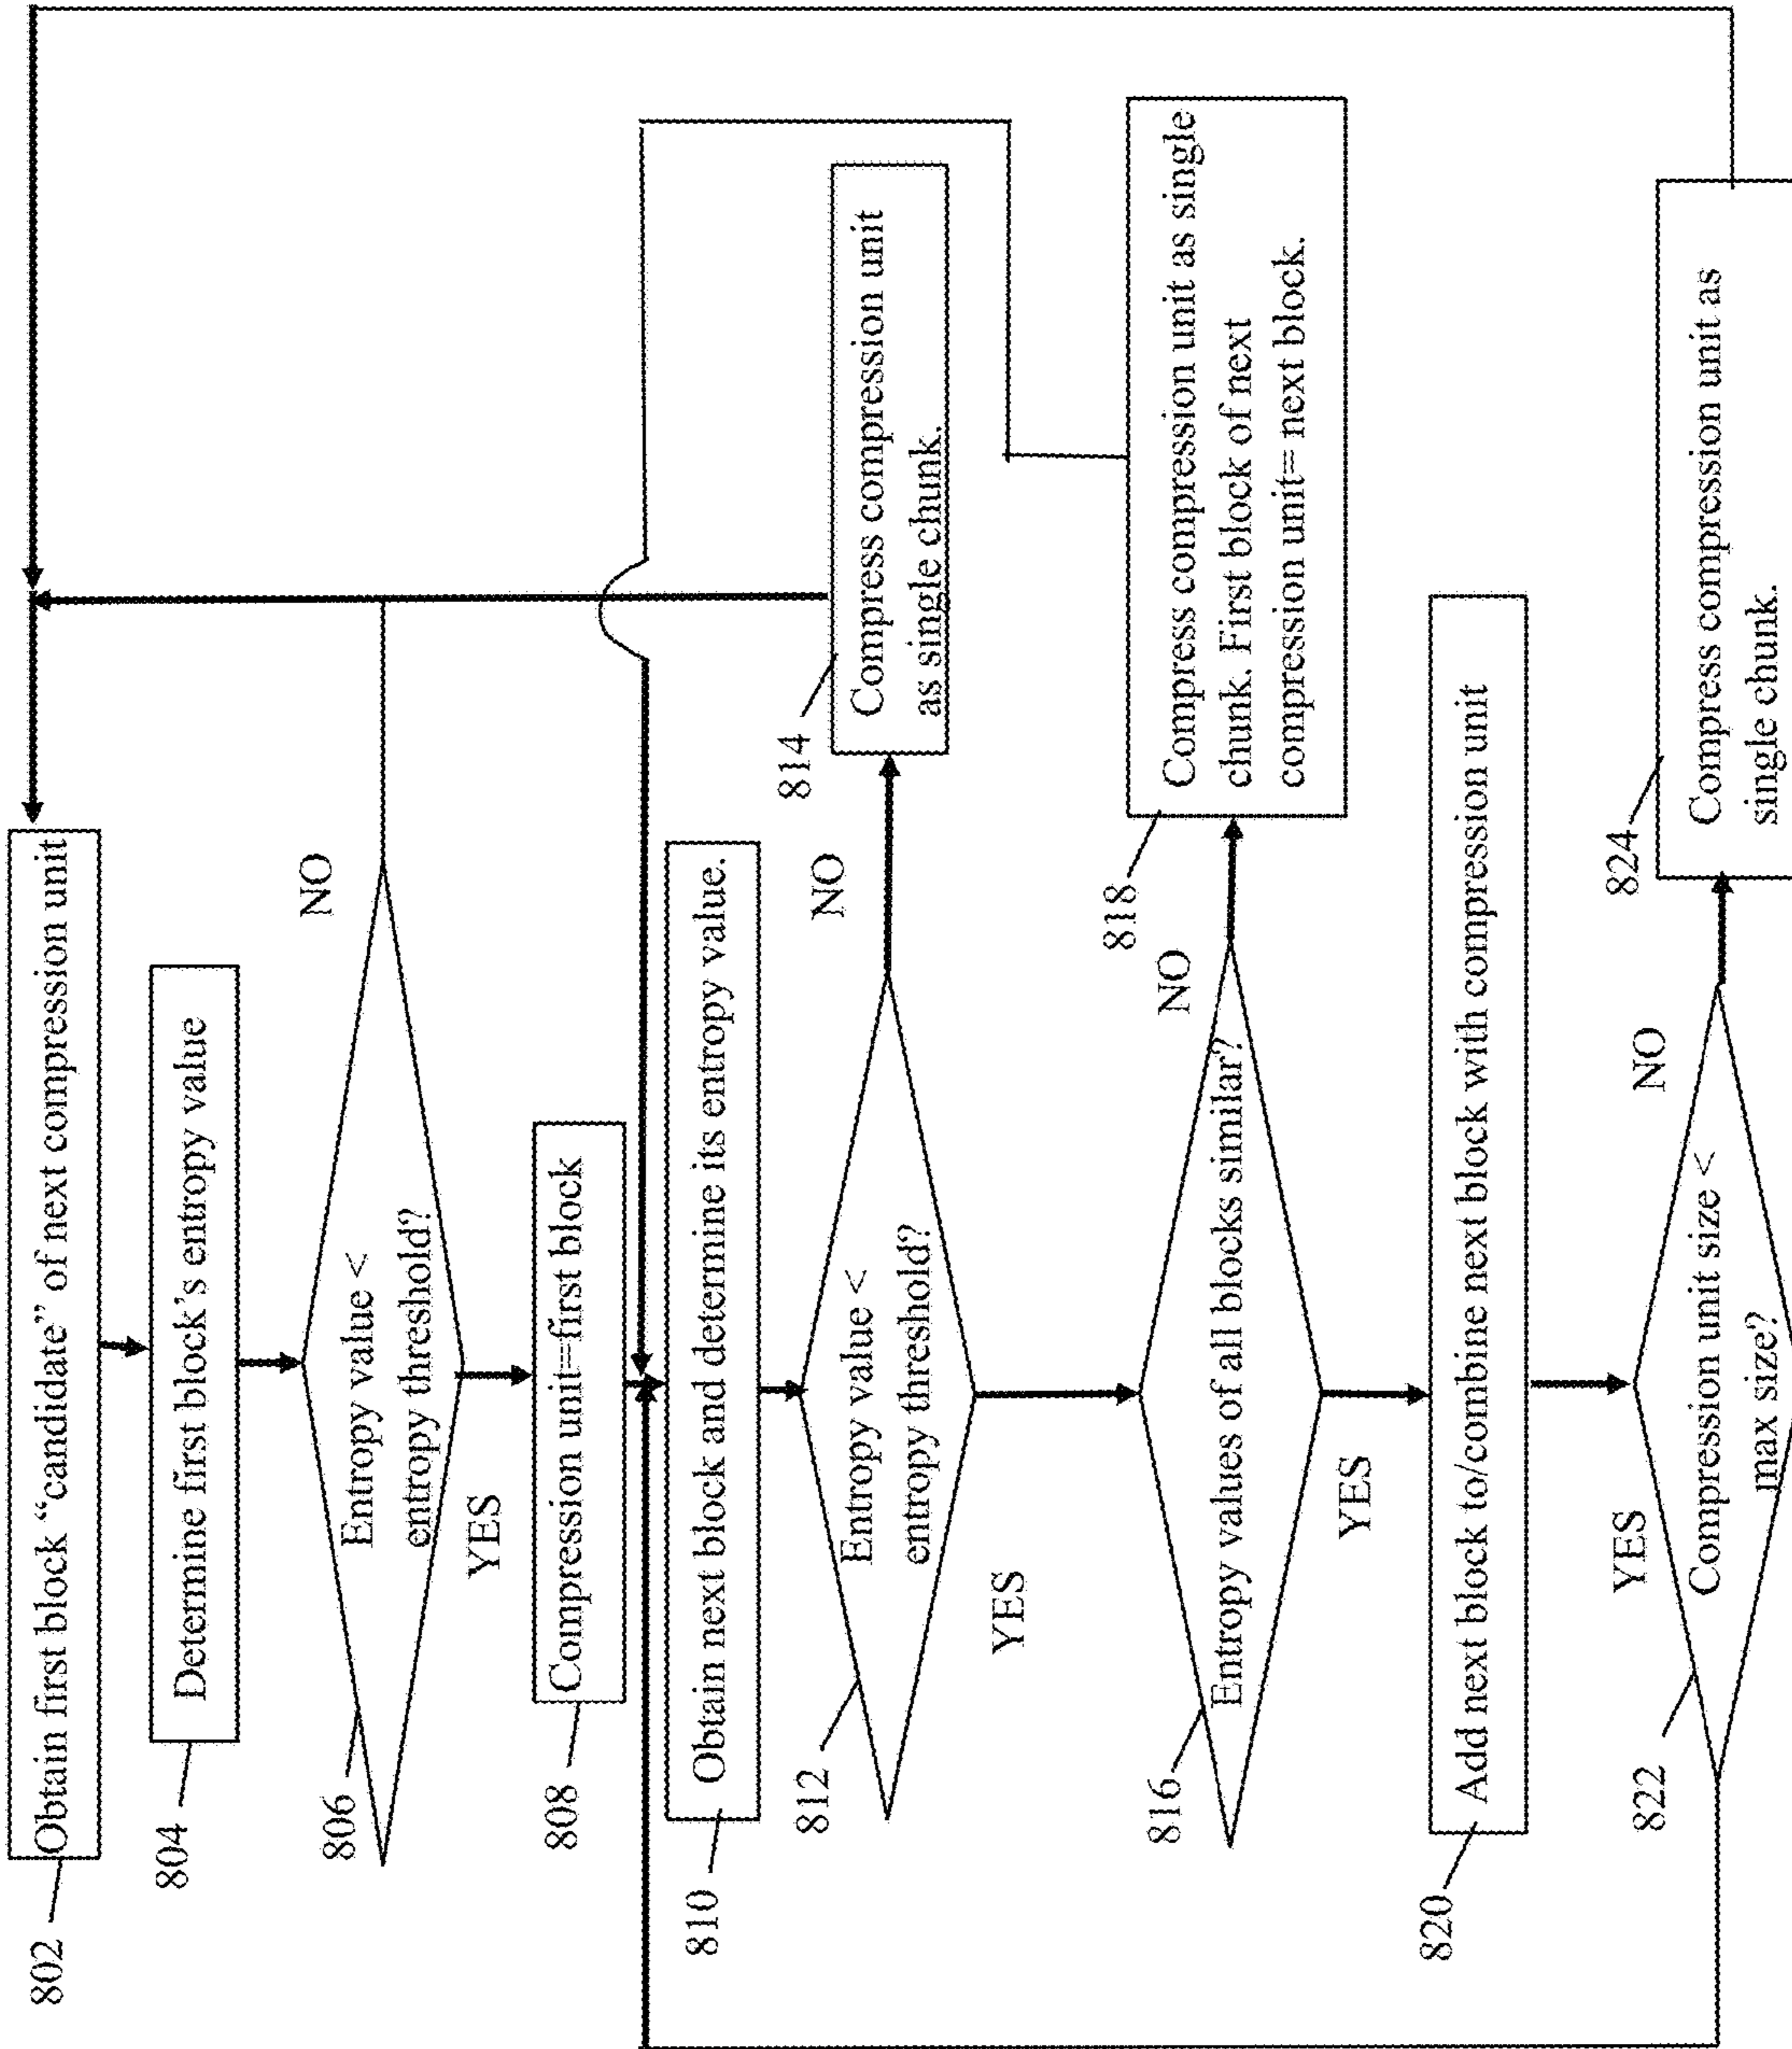 802
Obtain first block “candidate” of next compression unit
804
Determine first block’s entropy value
806
Entropy value <
entropy threshold?
NO
YES
808
Compression unit=first block
810
Obtain next block and determine its entropy value.
812
Entropy value <
entropy threshold?
NO
YES
814
Compress compression unit
as single chunk.
816
Entropy values of all blocks similar?
NO
YES
818
Compress compression unit as single
chunk. First block of next
compression unit= next block.
820
Add next block to/combine next block with compression unit
822
Compression unit size <
max size?
YES
NO
824
Compress compression unit as
single chunk.